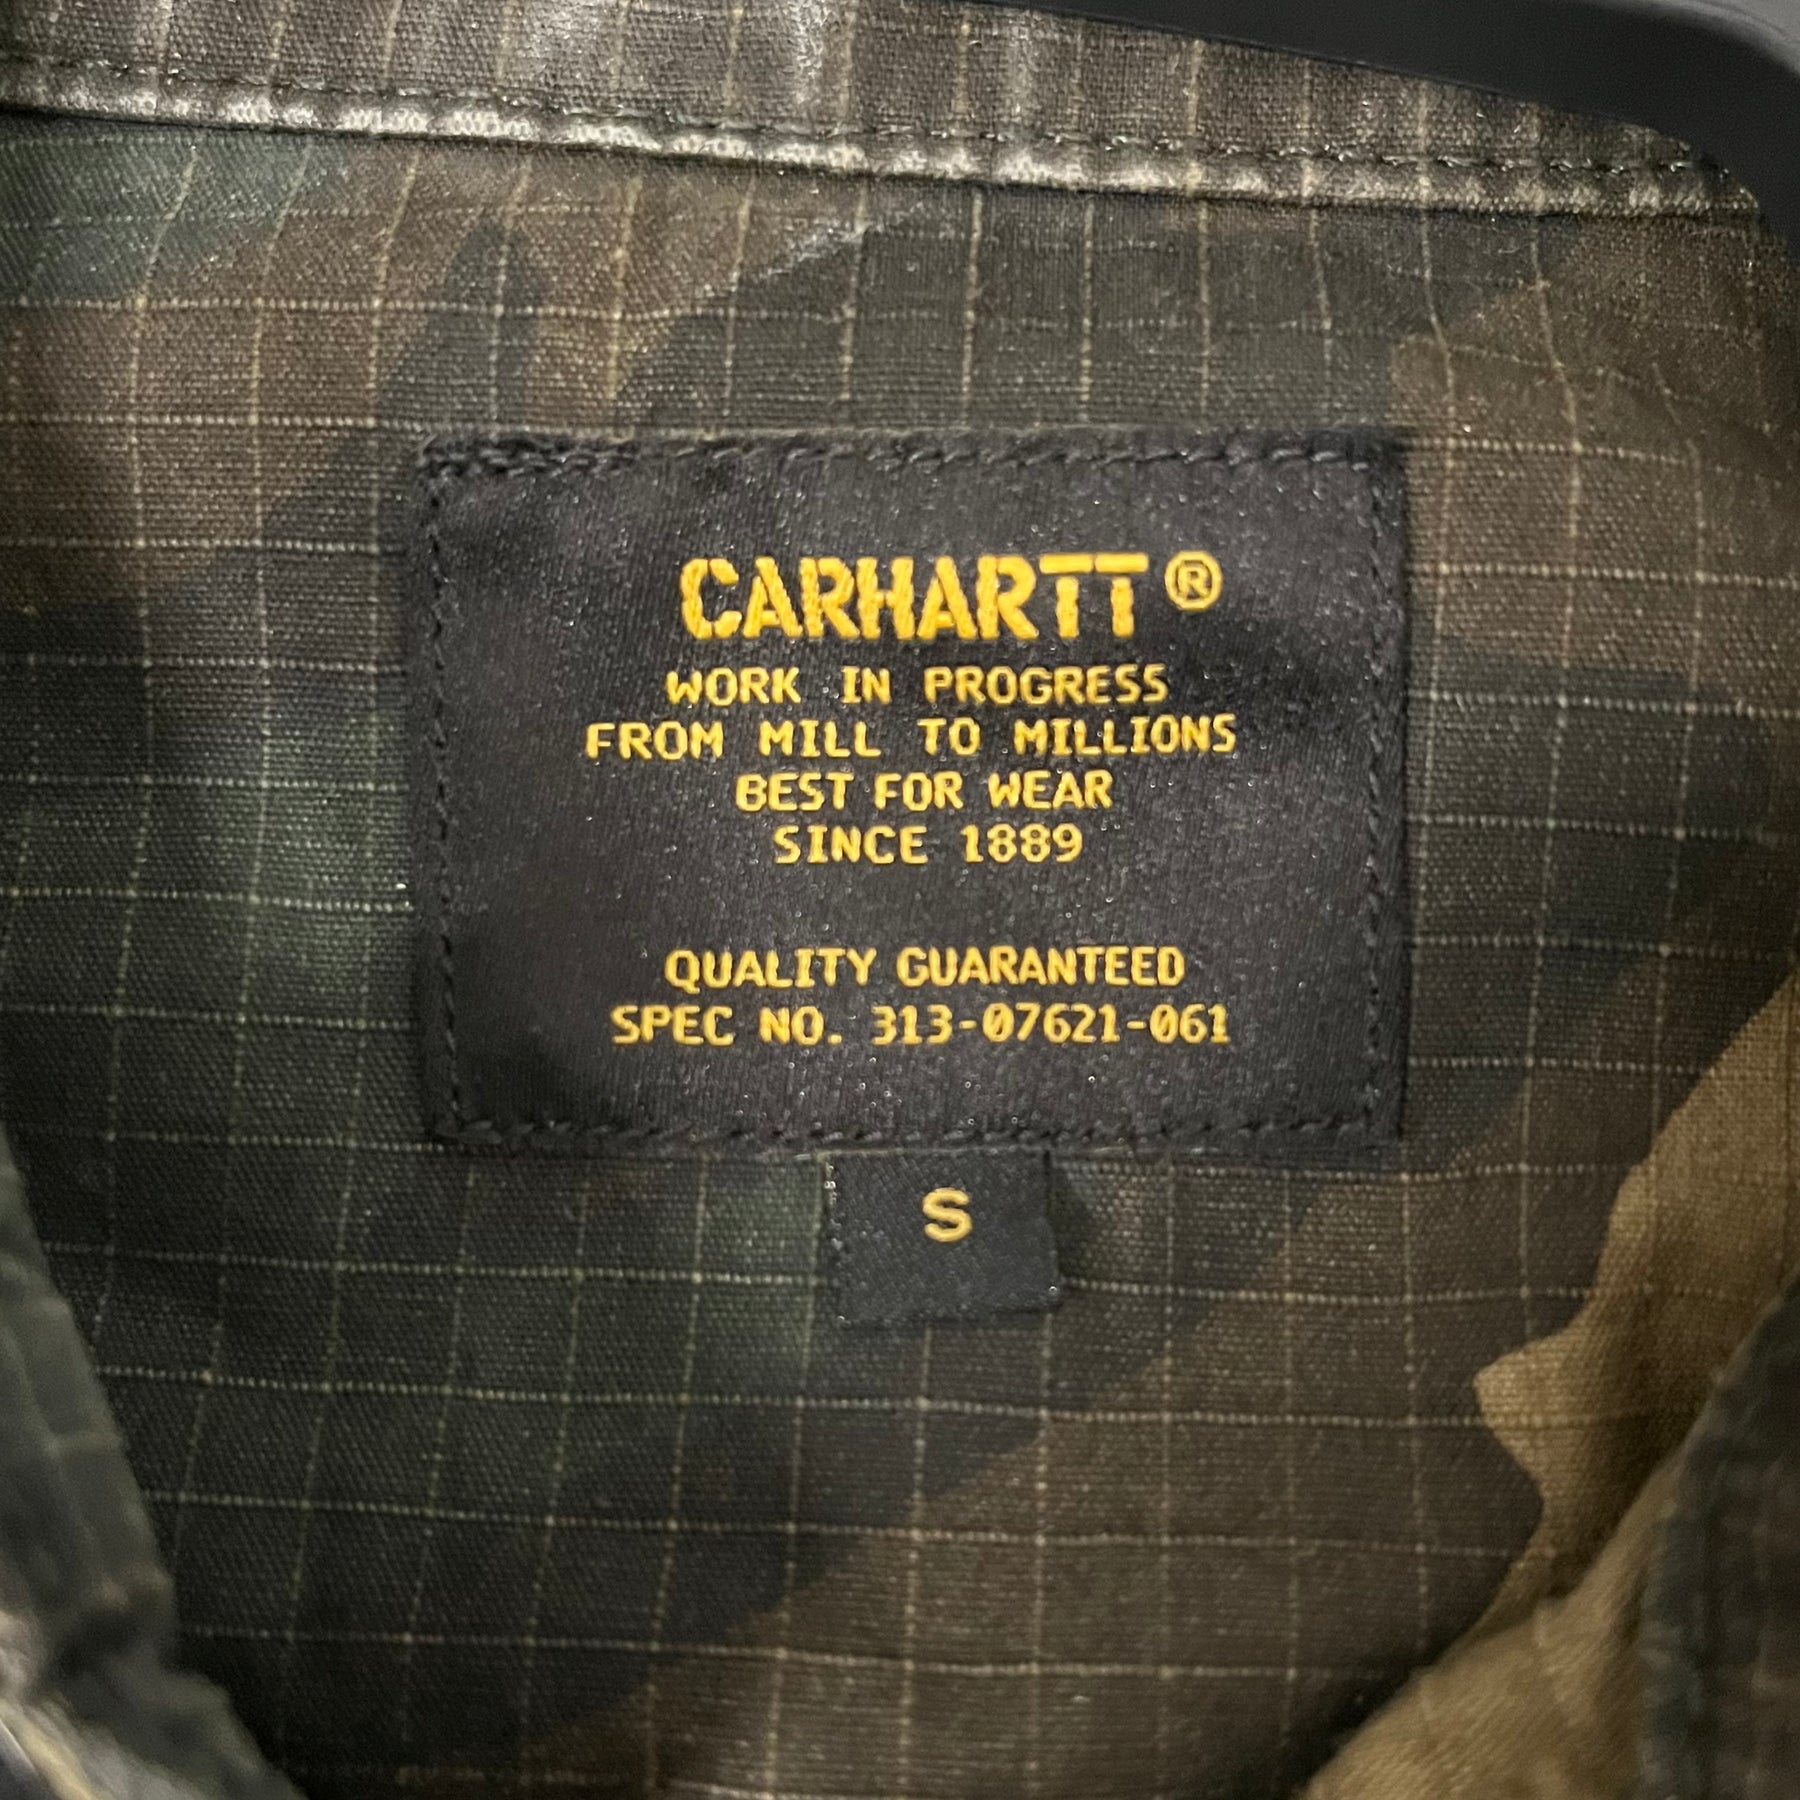 CARHARTT®
WORK IN PROGRESS
FROM MILL TO MILLIONS
BEST FOR WEAR
SINCE 1889
QUALITY GUARANTEED
SPEC NO. 313-07621-061
S